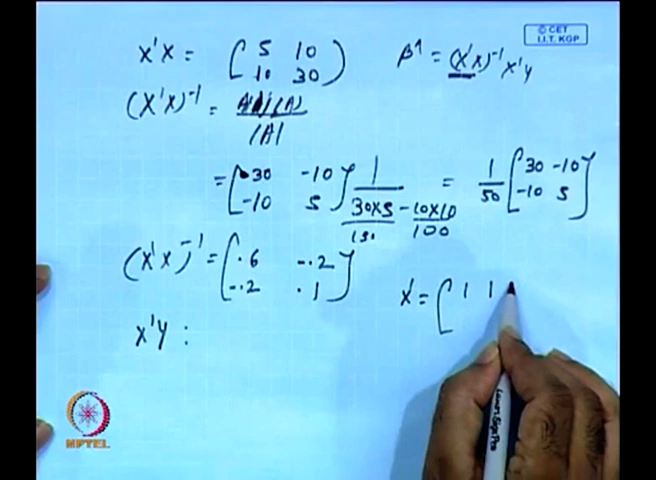 © CET
I.I.T. KGP
X'X = ( 5 10
10 30 )
β^ = (X'X)⁻¹ X'Y
(X'X)⁻¹ = Adj(A)
|A|
= [ 30 -10
-10 5 ] 1
30×5 - 10×10
150 100
= 1/50 [ 30 -10
-10 5 ]
(X'X)⁻¹ = [ .6 -.2
-.2 .1 ]
X'Y :
X' = [ 1 1
NPTEL